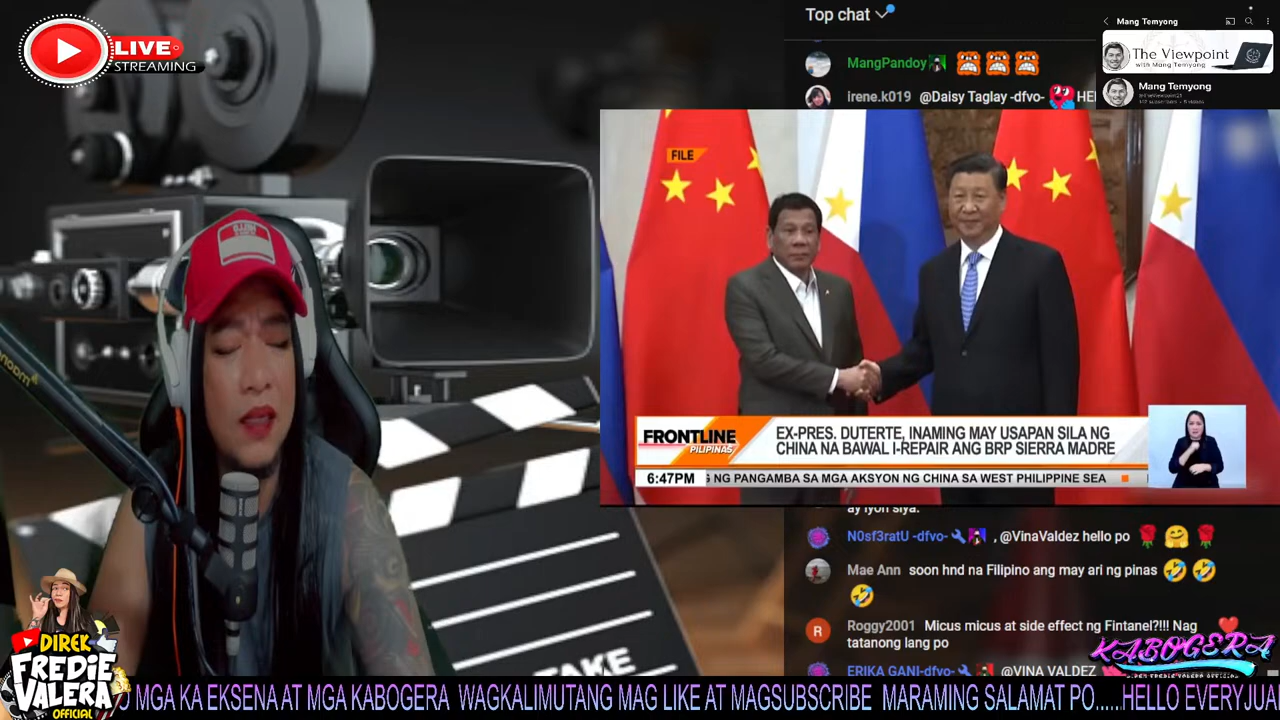 LIVE
STREAMING
Top chat
MangPandoy
irene.k019 @Daisy Taglay -dfvo- HE
Mang Temyong
The Viewpoint
with Mang Temyong
Mang Temyong
FILE
FRONTLINE
PILIPINAS
EX-PRES. DUTERTE, INAMING MAY USAPAN SILA NG
CHINA NA BAWAL I-REPAIR ANG BRP SIERRA MADRE
6:47PM
NG PANGAMBA SA MGA AKSYON NG CHINA SA WEST PHILIPPINE SEA
ay iyon siya.
N0sf3ratU -dfvo- , @VinaValdez hello po
Mae Ann soon hnd na Filipino ang may ari ng pinas
R Roggy2001 Micus micus at side effect ng Fintanel?!!! Nag
tatanong lang po
ERIKA GANI-dfvo- @VINA VALDEZ
KABOGERA
TAKE
DIREK
FREDIE
VALERA
OFFICIAL
MGA KA EKSENA AT MGA KABOGERA WAGKALIMUTANG MAG LIKE AT MAGSUBSCRIBE MARAMING SALAMAT PO......HELLO EVERYJUA